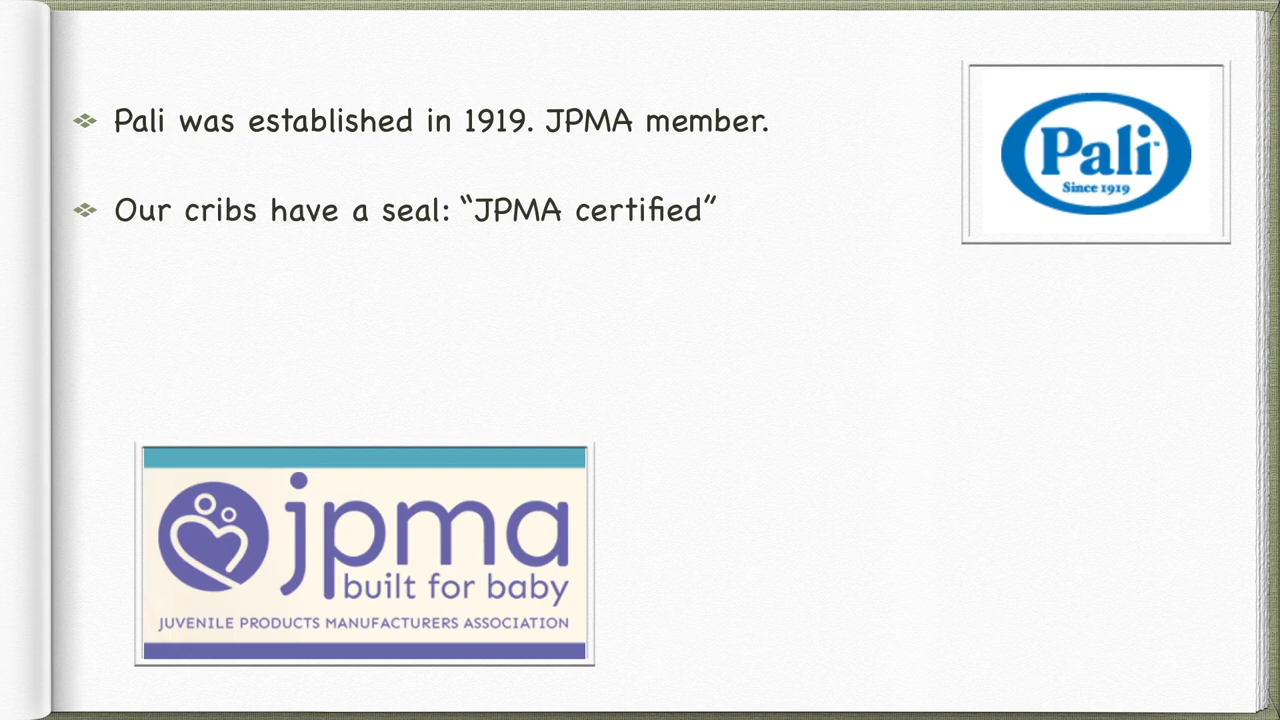 Pali was established in 1919. JPMA member.
Our cribs have a seal: “JPMA certified”
Pali™
Since 1919
jpma
built for baby
JUVENILE PRODUCTS MANUFACTURERS ASSOCIATION